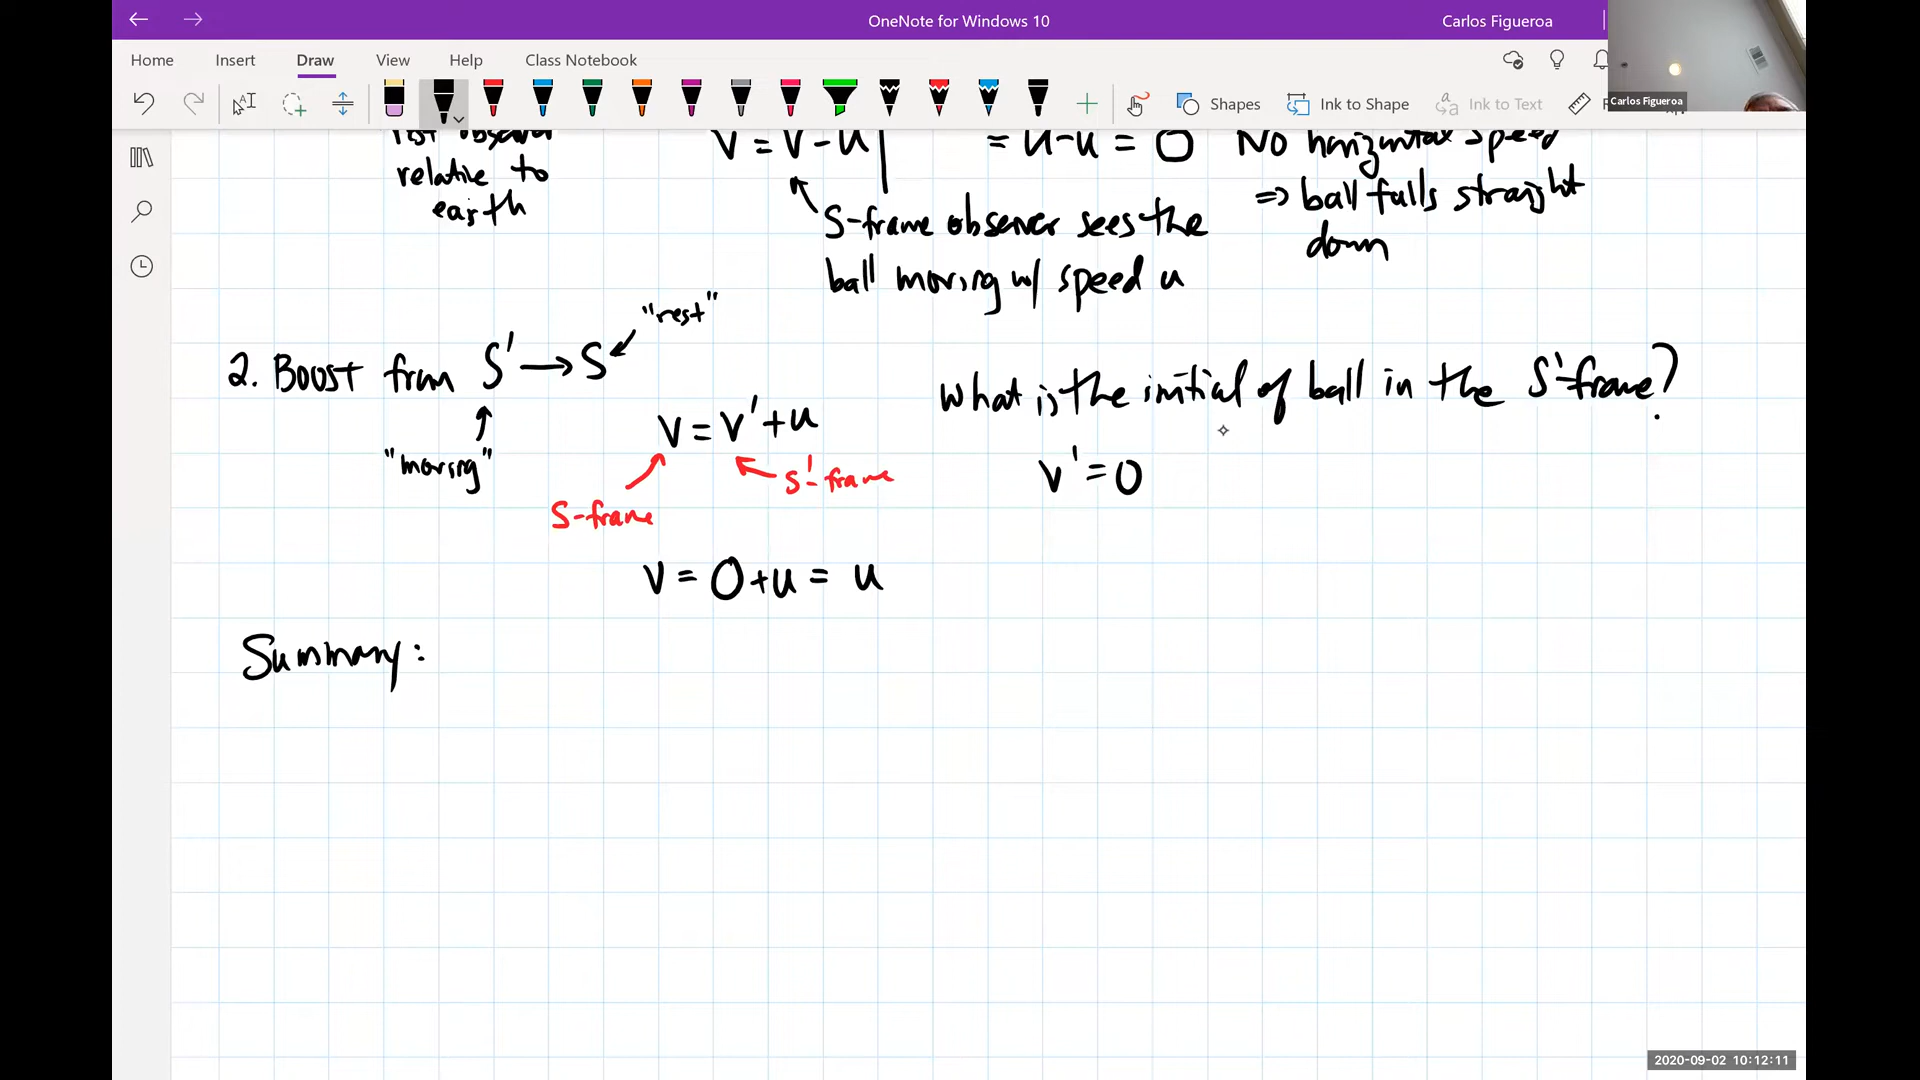 OneNote for Windows 10
Carlos Figueroa
Home Insert Draw View Help Class Notebook
Shapes Ink to Shape Ink to Text
Carlos Figueroa
relative to
earth
V = V - u | = u - u = 0 No horizontal speed
⇒ ball falls straight
down
S-frame observer sees the
ball moving w/ speed u
2. Boost from S' → S
"rest"
"moving"
V = V' + u
S-frame
S'-frame
V = 0 + u = u
What is the initial of ball in the S'-frame?
V' = 0
Summary:
2020-09-02 10:12:11